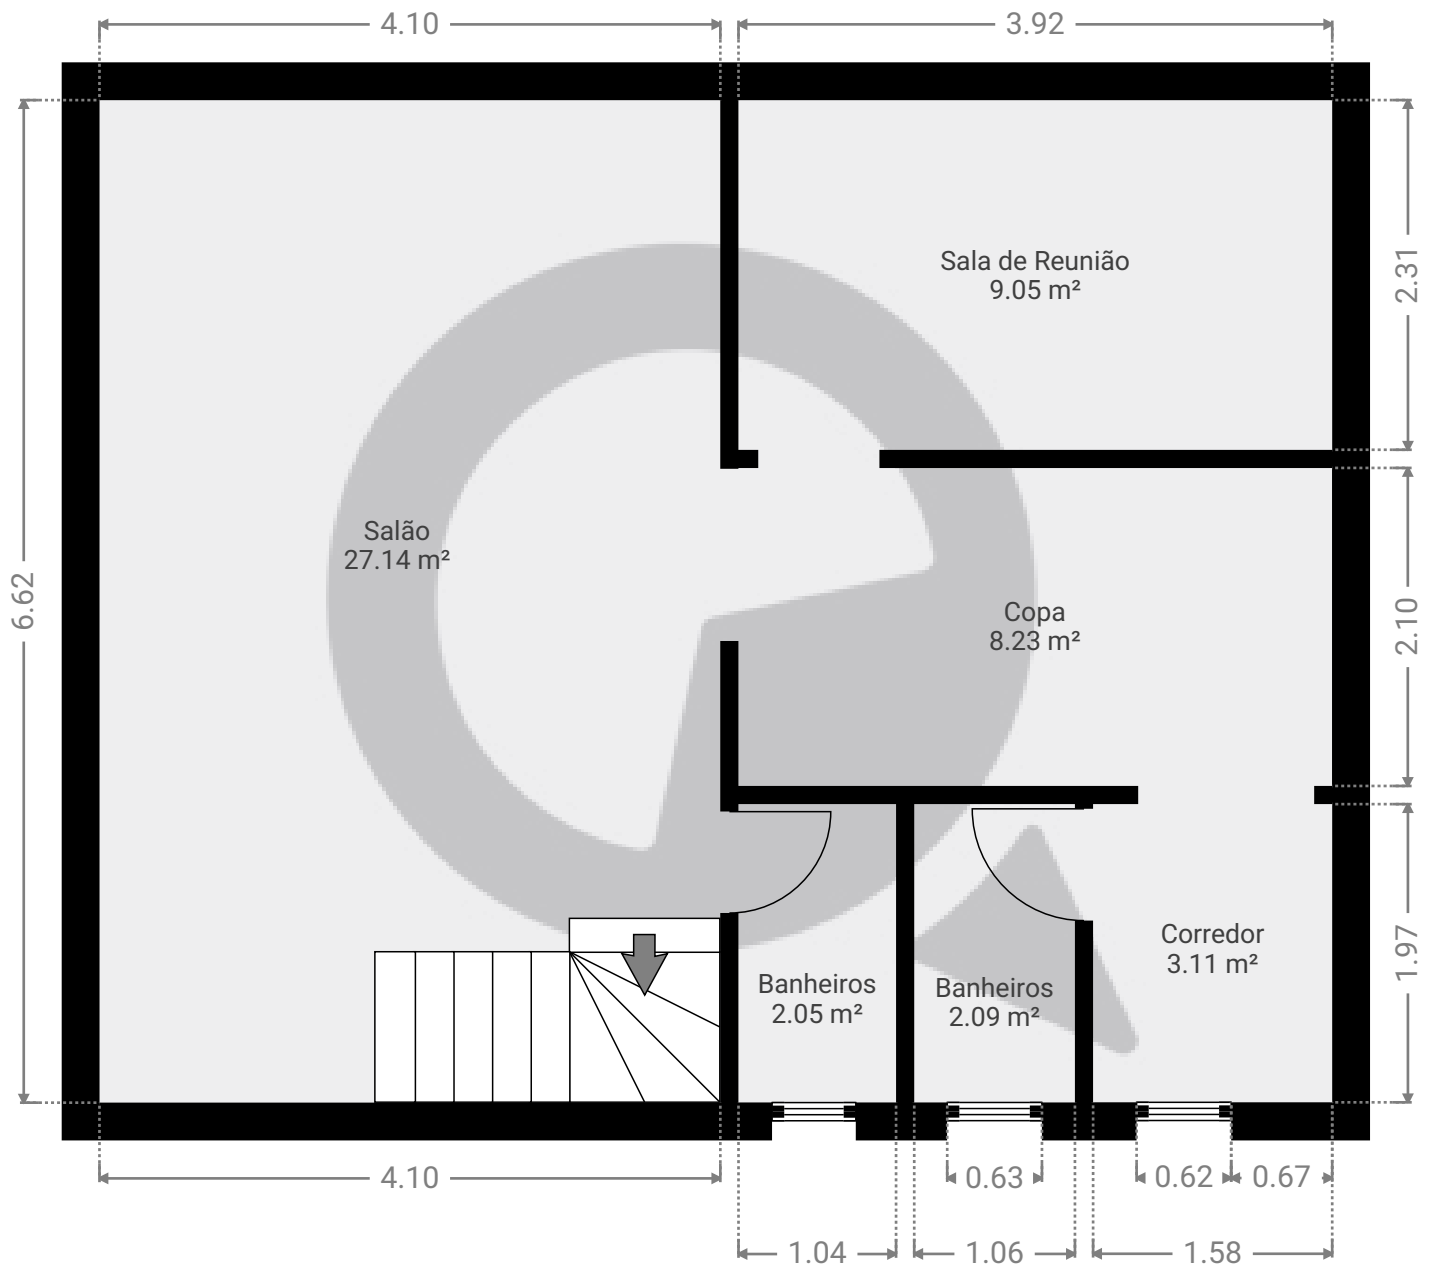 4.10
3.92
6.62
2.31
Sala de Reunião
9.05 m²
Salão
27.14 m²
Copa
8.23 m²
2.10
Corredor
3.11 m²
1.97
Banheiros
2.05 m²
Banheiros
2.09 m²
4.10
0.63
0.62
0.67
1.04
1.06
1.58